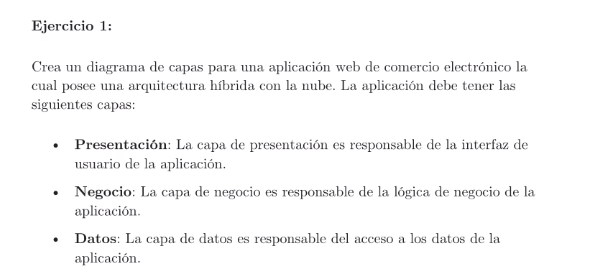 Ejercicio 1:
Crea un diagrama de capas para una aplicación web de comercio electrónico la
cual posee una arquitectura híbrida con la nube. La aplicación debe tener las
siguientes capas:
• Presentación: La capa de presentación es responsable de la interfaz de
usuario de la aplicación.
• Negocio: La capa de negocio es responsable de la lógica de negocio de la
aplicación.
• Datos: La capa de datos es responsable del acceso a los datos de la
aplicación.